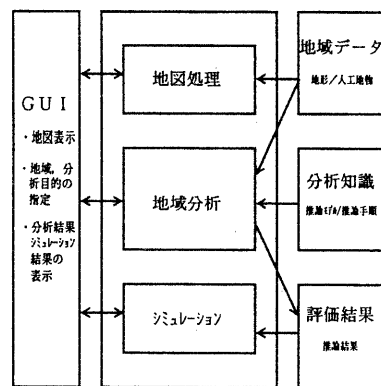 GUI
・地図表示
・地域，分
析目的の
指定
・分析結果
ｼﾐｭﾚｰｼｮﾝ
結果の
表示
地図処理
地域分析
ｼﾐｭﾚｰｼｮﾝ
地域データ
地形／人工地物
分析知識
推論ﾓﾃﾞﾙ/推論手順
評価結果
推論結果